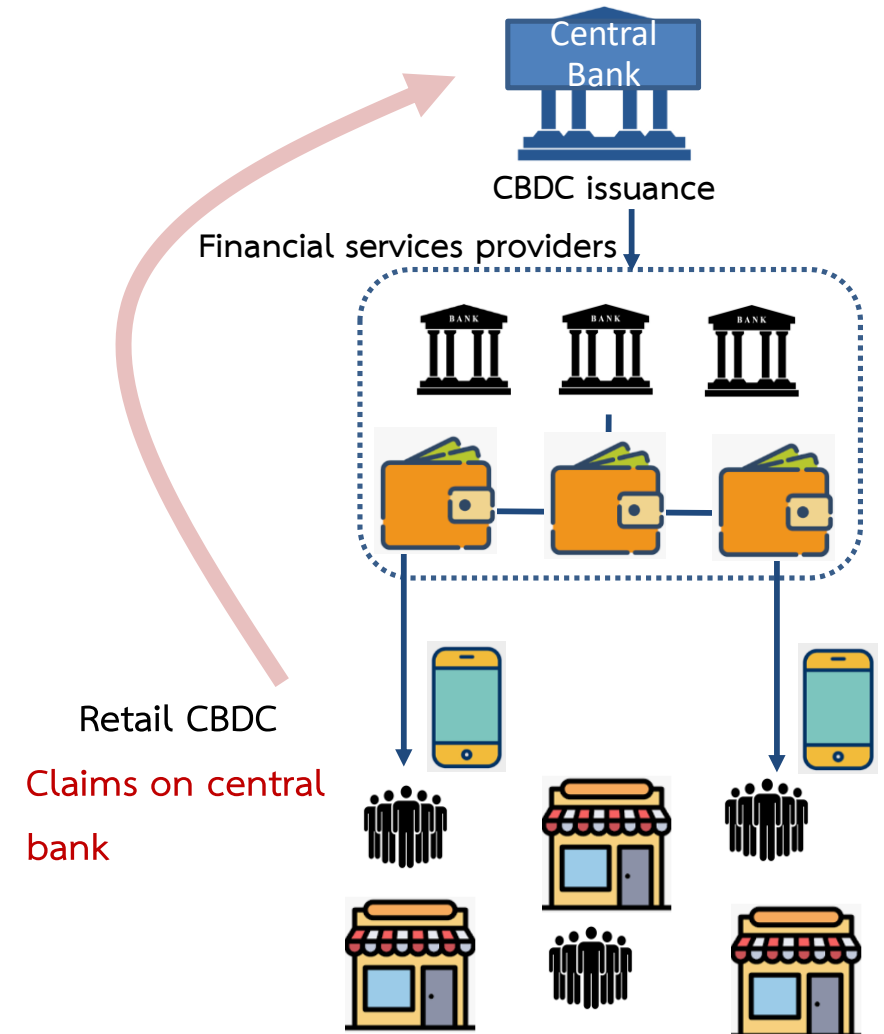 Central
Bank
CBDC issuance
Financial services providers
BANK
BANK
BANK
Retail CBDC
Claims on central
bank